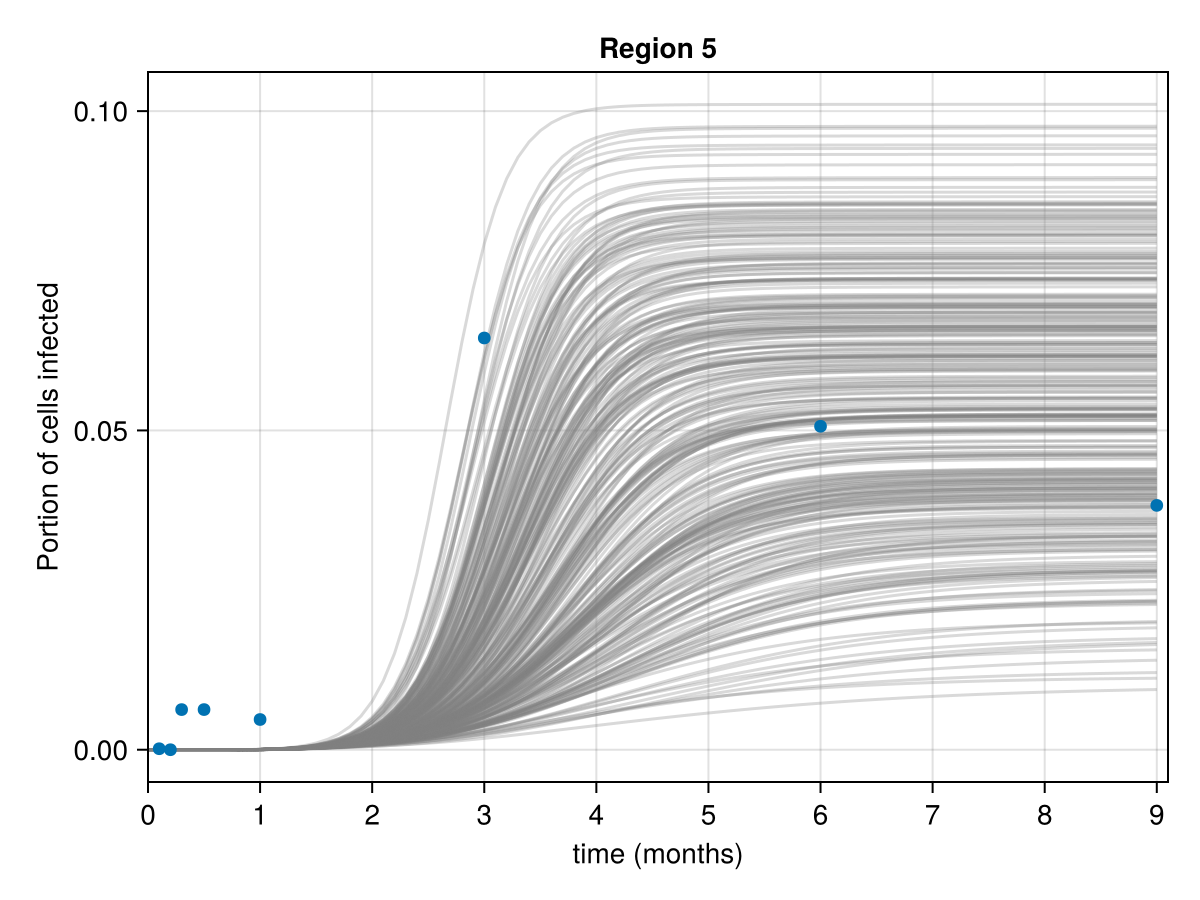 Region 5
Portion of cells infected
0.10
0.05
0.00
0 1 2 3 4 5 6 7 8 9
time (months)